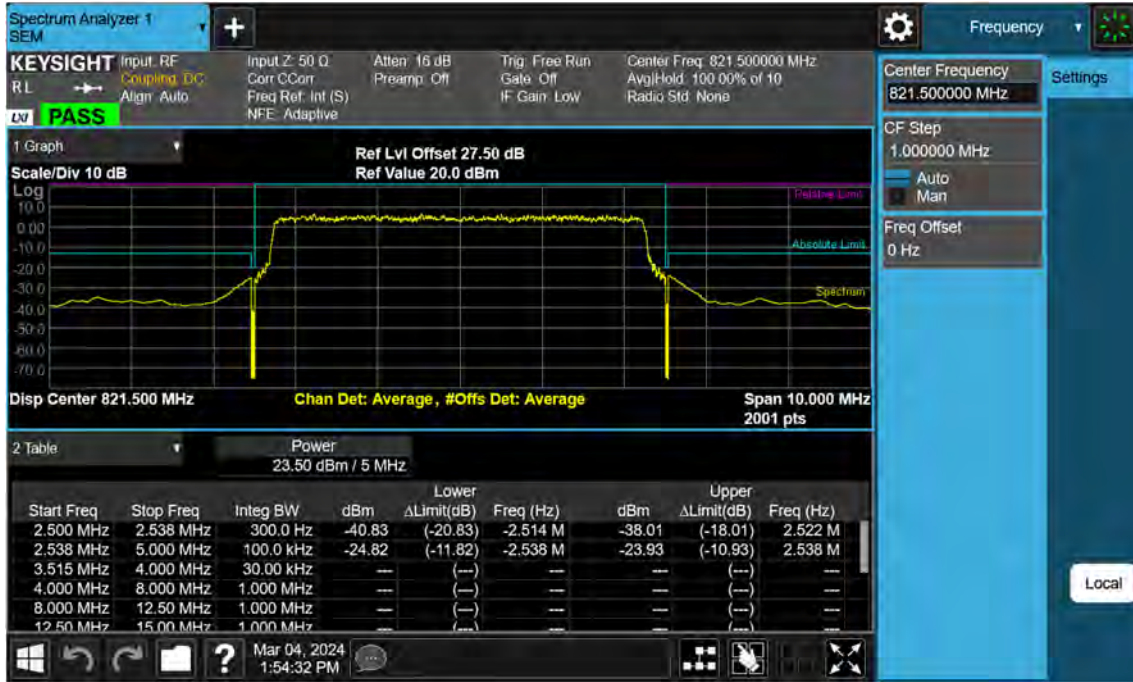 Spectrum Analyzer 1
SEM
+
Frequency
KEYSIGHT
RL
LXI PASS
Input: RF
Coupling: DC
Align: Auto
Input Z: 50 Ω
Corr CCorr
Freq Ref: Int (S)
NFE: Adaptive
Atten: 16 dB
Preamp: Off
Trig: Free Run
Gate: Off
IF Gain: Low
Center Freq: 821.500000 MHz
Avg|Hold: 100.00% of 10
Radio Std: None
Center Frequency
821.500000 MHz
Settings
CF Step
1.000000 MHz
Auto
Man
Freq Offset
0 Hz
1 Graph
Scale/Div 10 dB
Ref Lvl Offset 27.50 dB
Ref Value 20.0 dBm
Log
10.0
0.00
-10.0
-20.0
-30.0
-40.0
-50.0
-60.0
-70.0
Relative Limit
Absolute Limit
Spectrum
Disp Center 821.500 MHz
Chan Det: Average, #Offs Det: Average
Span 10.000 MHz
2001 pts
2 Table
Power
23.50 dBm / 5 MHz
Lower Upper
Start Freq Stop Freq Integ BW dBm ΔLimit(dB) Freq (Hz) dBm ΔLimit(dB) Freq (Hz)
2.500 MHz 2.538 MHz 300.0 Hz -40.83 (-20.83) -2.514 M -38.01 (-18.01) 2.522 M
2.538 MHz 5.000 MHz 100.0 kHz -24.82 (-11.82) -2.538 M -23.93 (-10.93) 2.538 M
3.515 MHz 4.000 MHz 30.00 kHz --- (---) --- --- (---) ---
4.000 MHz 8.000 MHz 1.000 MHz --- (---) --- --- (---) ---
8.000 MHz 12.50 MHz 1.000 MHz --- (---) --- --- (---) ---
12.50 MHz 15.00 MHz 1.000 MHz --- (---) --- --- (---) ---
Local
?
Mar 04, 2024
1:54:32 PM